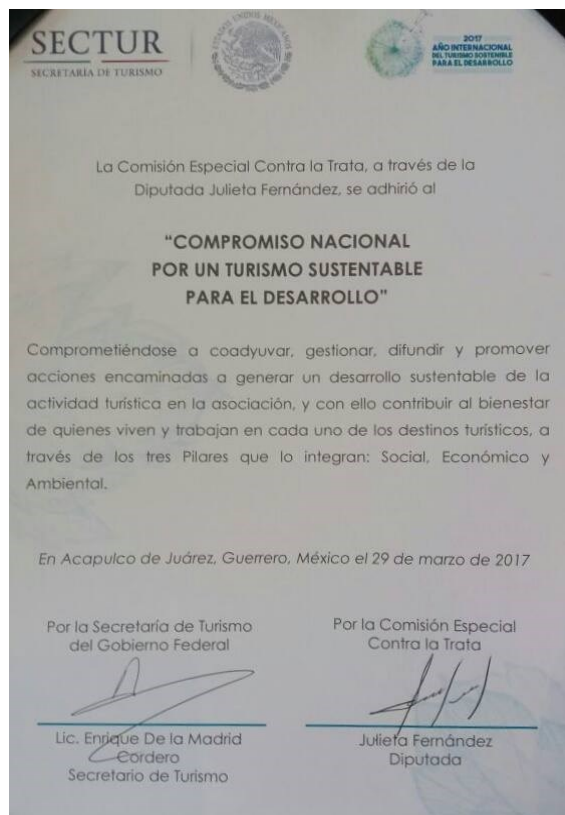 SECTUR
SECRETARÍA DE TURISMO
ESTADOS UNIDOS MEXICANOS
2017
AÑO INTERNACIONAL
DEL TURISMO SOSTENIBLE
PARA EL DESARROLLO
La Comisión Especial Contra la Trata, a través de la
Diputada Julieta Fernández, se adhirió al
“COMPROMISO NACIONAL
POR UN TURISMO SUSTENTABLE
PARA EL DESARROLLO”
Comprometiéndose a coadyuvar, gestionar, difundir y promover
acciones encaminadas a generar un desarrollo sustentable de la
actividad turística en la asociación, y con ello contribuir al bienestar
de quienes viven y trabajan en cada uno de los destinos turísticos, a
través de los tres Pilares que lo integran: Social, Económico y
Ambiental.
En Acapulco de Juárez, Guerrero, México el 29 de marzo de 2017
Por la Secretaría de Turismo
del Gobierno Federal
Lic. Enrique De la Madrid
Cordero
Secretario de Turismo
Por la Comisión Especial
Contra la Trata
Julieta Fernández
Diputada